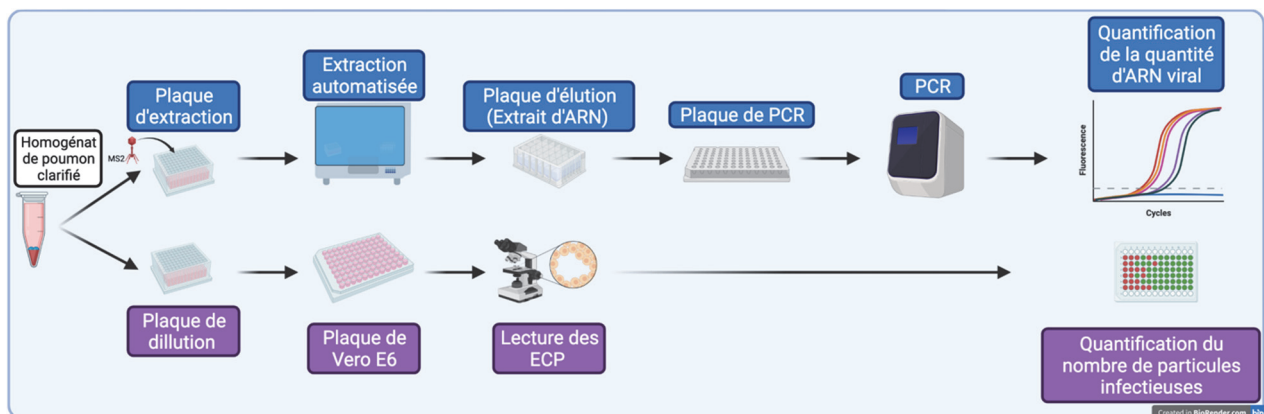 Homogénat
de poumon
clarifié
MS2
Plaque
d'extraction
Extraction
automatisée
Plaque d'élution
(Extrait d'ARN)
Plaque de PCR
PCR
Quantification
de la quantité
d'ARN viral
Fluorescence
Cycles
Plaque de
dillution
Plaque de
Vero E6
Lecture des
ECP
Quantification du
nombre de particules
infectieuses
Created in BioRender.com bio